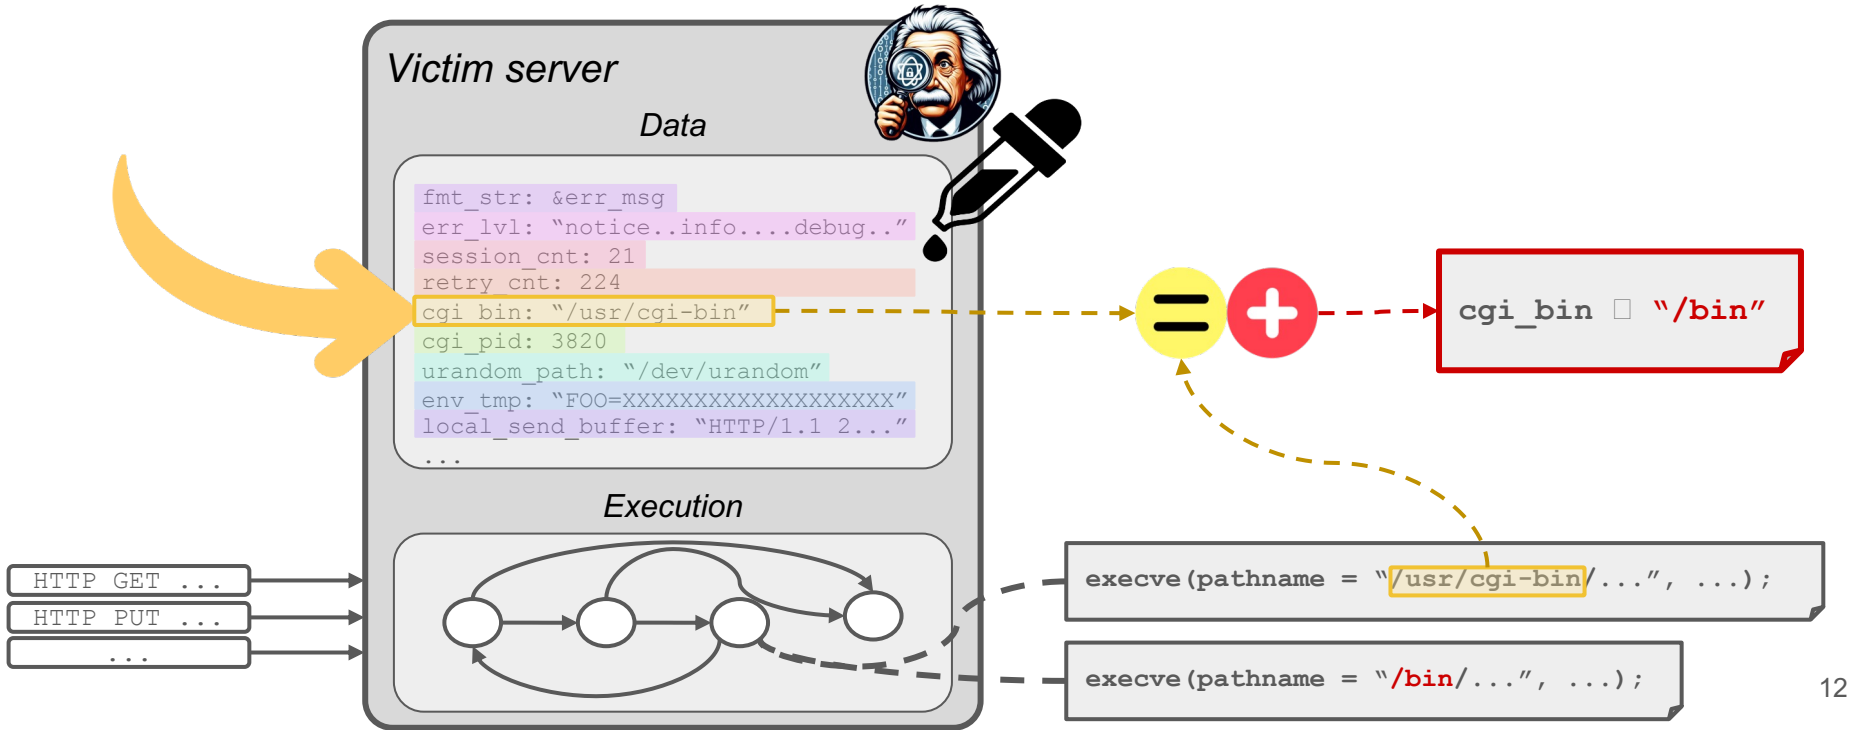 Victim server
Data
fmt_str: &err_msg
err_lvl: “notice..info....debug..”
session_cnt: 21
retry_cnt: 224
cgi_bin: “/usr/cgi-bin”
cgi_pid: 3820
urandom_path: “/dev/urandom”
env_tmp: “FOO=XXXXXXXXXXXXXXXXXXX”
local_send_buffer: “HTTP/1.1 2...”
...
cgi_bin □ “/bin”
Execution
HTTP GET ...
HTTP PUT ...
...
execve(pathname = “/usr/cgi-bin/...”, ...);
execve(pathname = “/bin/...”, ...);
12